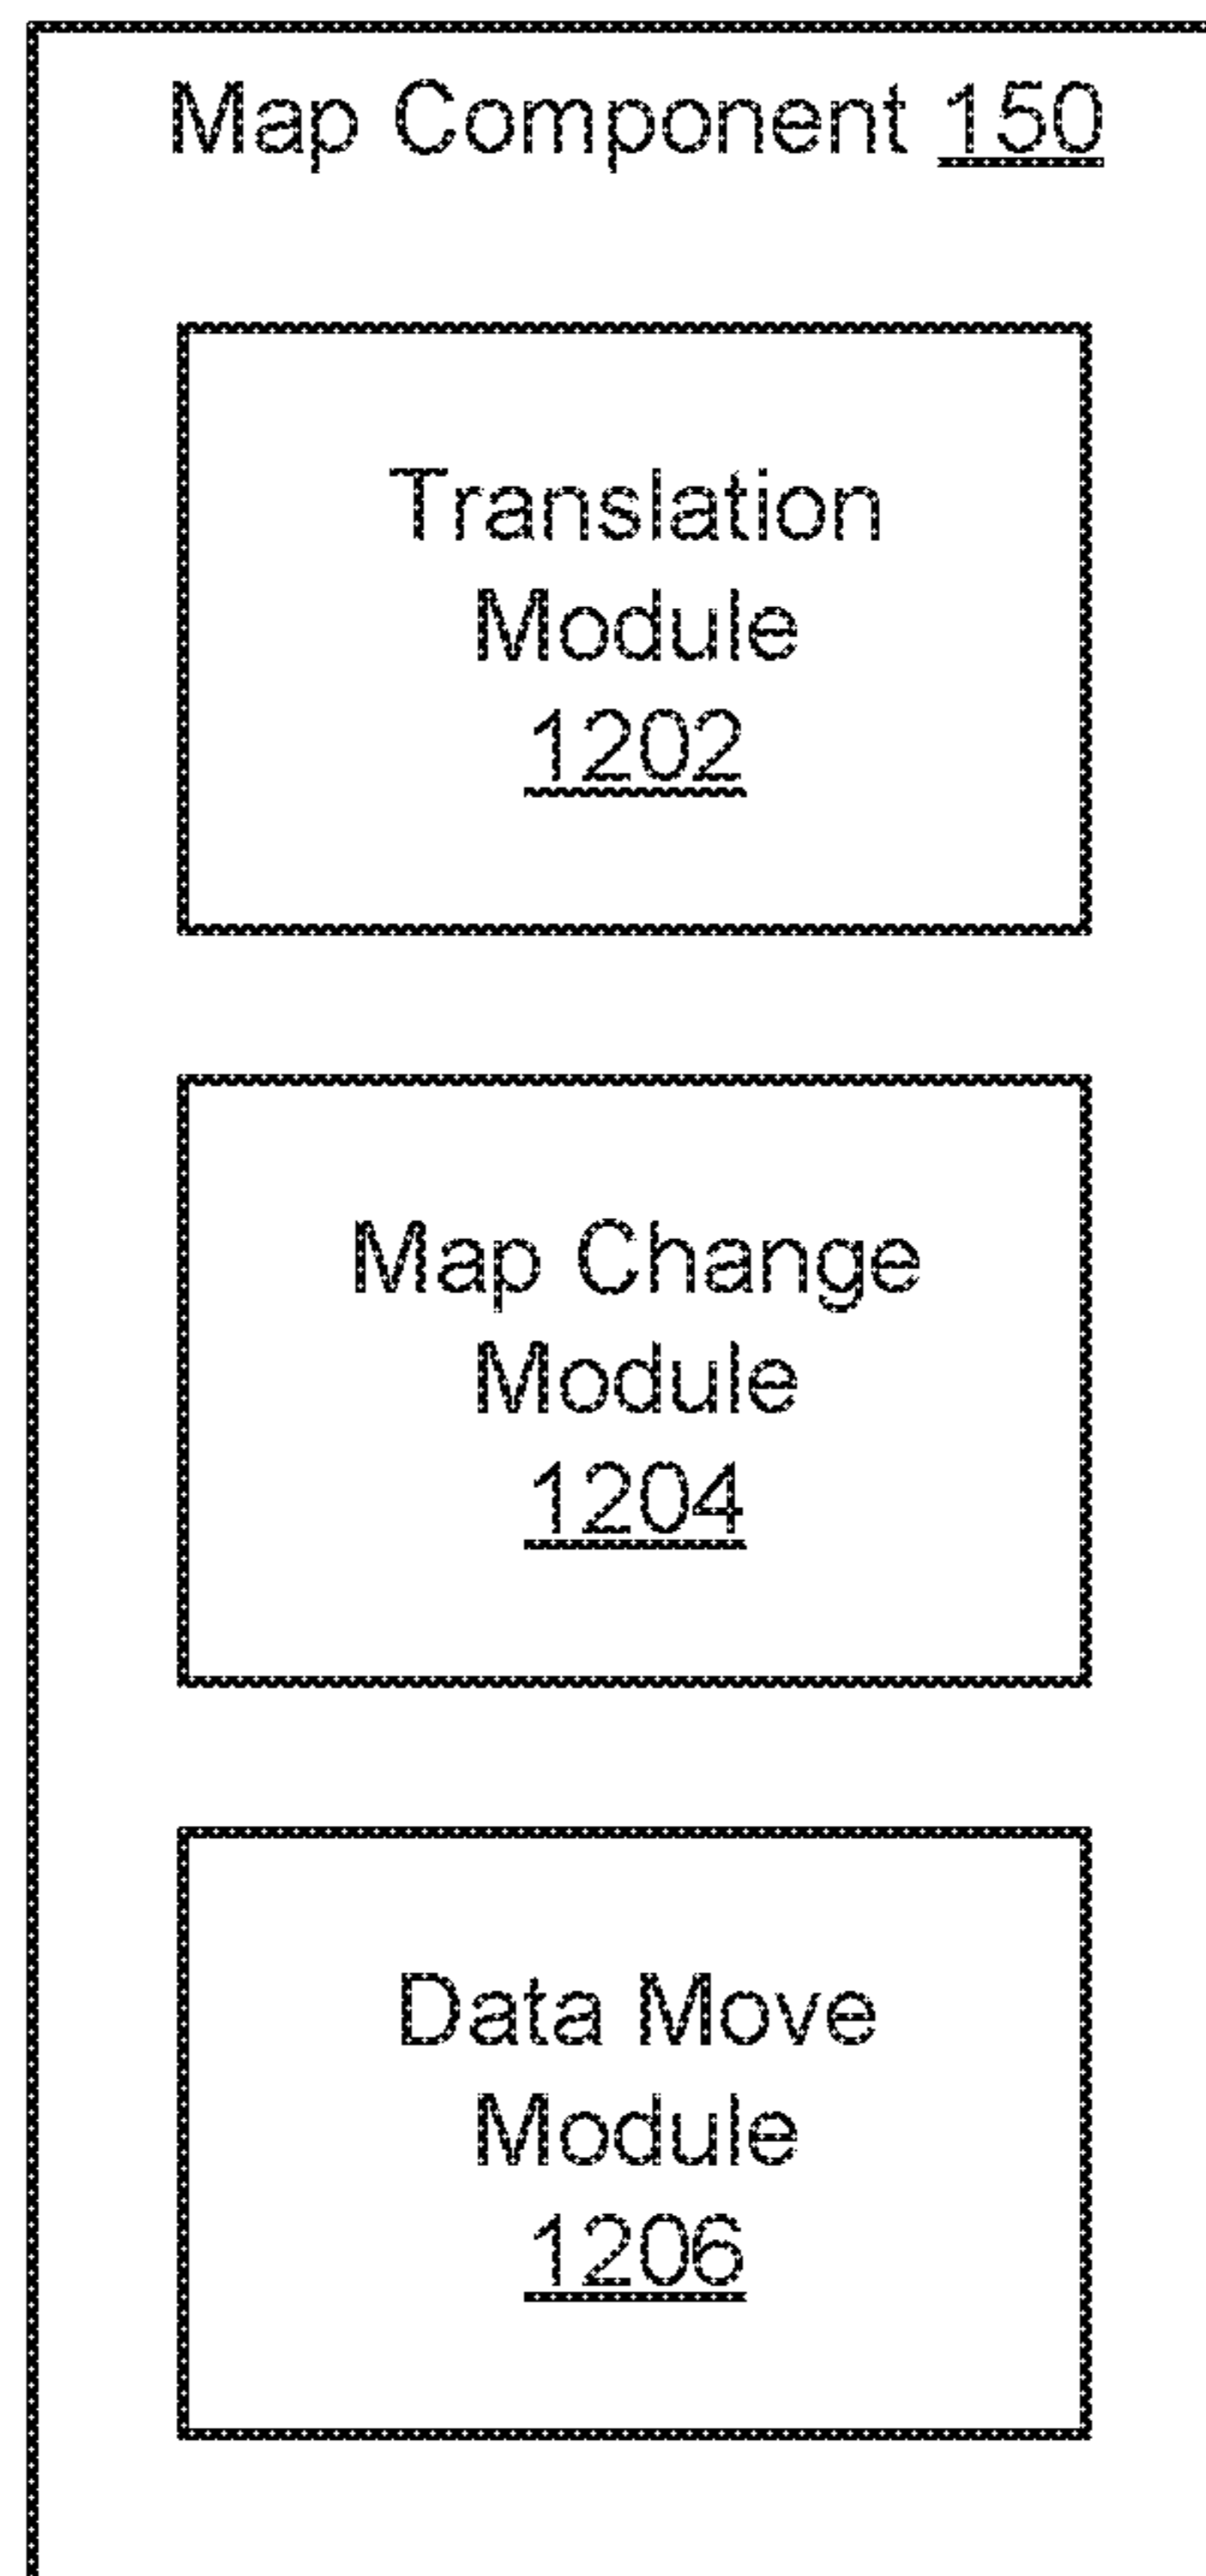 Map Component 150
Translation
Module
1202
Map Change
Module
1204
Data Move
Module
1206